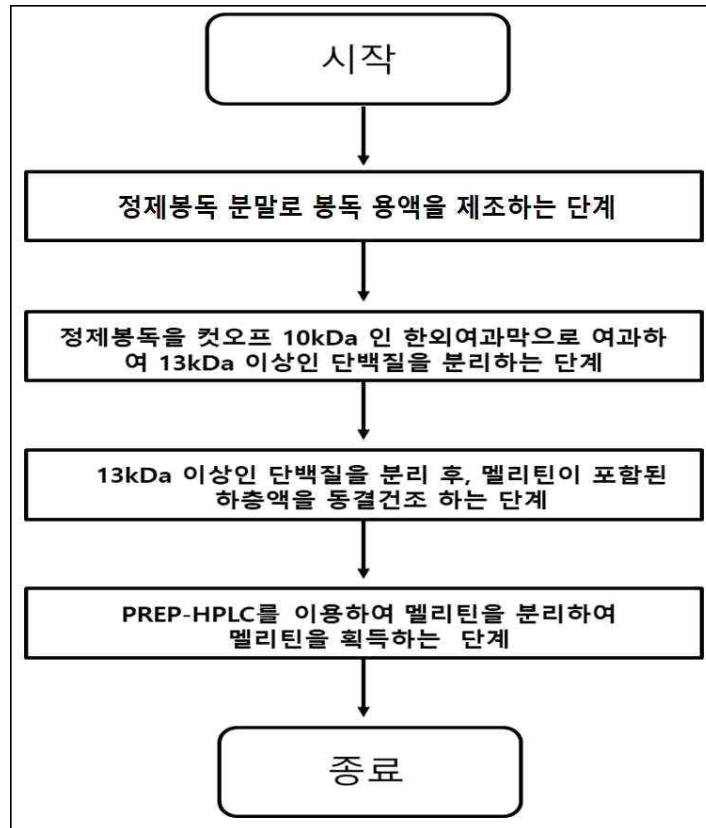 시작
정제봉독 분말로 봉독 용액을 제조하는 단계
정제봉독을 컷오프 10kDa 인 한외여과막으로 여과하
여 13kDa 이상인 단백질을 분리하는 단계
13kDa 이상인 단백질을 분리 후, 멜리틴이 포함된
하층액을 동결건조 하는 단계
PREP-HPLC를 이용하여 멜리틴을 분리하여
멜리틴을 획득하는 단계
종료